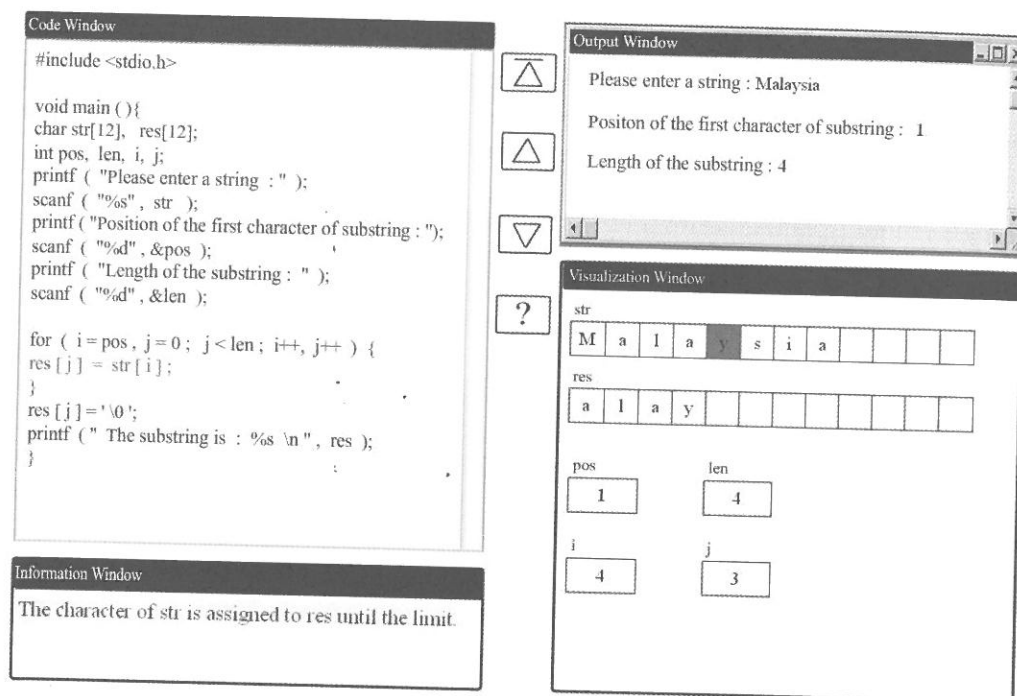 Code Window
#include <stdio.h>
void main ( ){
char str[12], res[12];
int pos, len, i, j;
printf ( "Please enter a string : " );
scanf ( "%s" , str );
printf ( "Position of the first character of substring : ");
scanf ( "%d" , &pos );
printf ( "Length of the substring : " );
scanf ( "%d" , &len );
for ( i = pos , j = 0 ; j < len ; i++, j++ ) {
res [ j ] = str [ i ] ;
}
res [ j ] = ' \0 ';
printf ( " The substring is : %s \n " , res );
}
Information Window
The character of str is assigned to res until the limit.
?
Output Window
Please enter a string : Malaysia
Positon of the first character of substring : 1
Length of the substring : 4
Visualization Window
str
M a l a y s i a
res
a l a y
pos len
1 4
i j
4 3